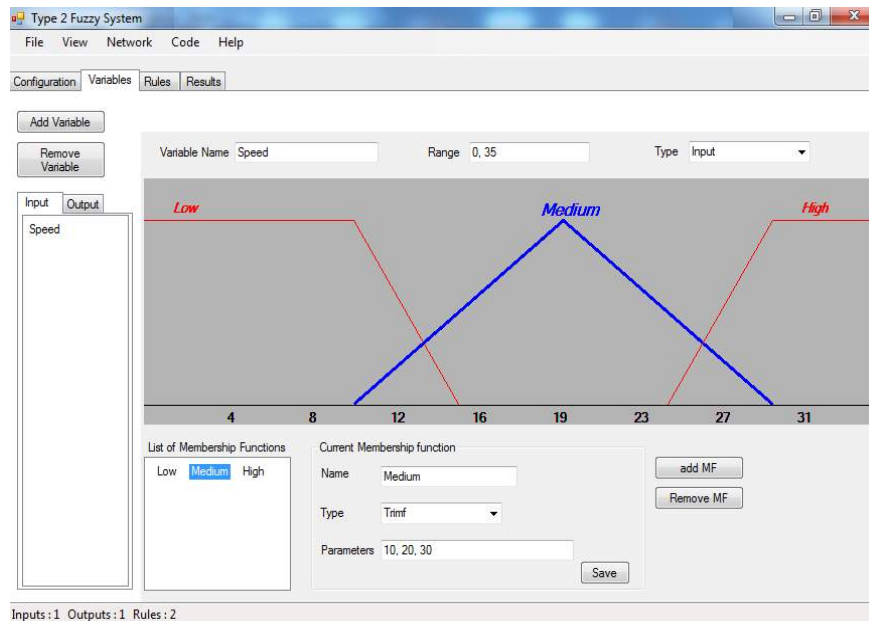 Type 2 Fuzzy System
File View Network Code Help
Configuration Variables Rules Results
Add Variable
Remove
Variable
Variable Name Speed Range 0, 35 Type Input
Input Output
Speed
Low Medium High
4 8 12 16 19 23 27 31
List of Membership Functions
Low Medium High
Current Membership function
Name Medium
Type Trimf
Parameters 10, 20, 30
Save
add MF
Remove MF
Inputs : 1 Outputs : 1 Rules : 2